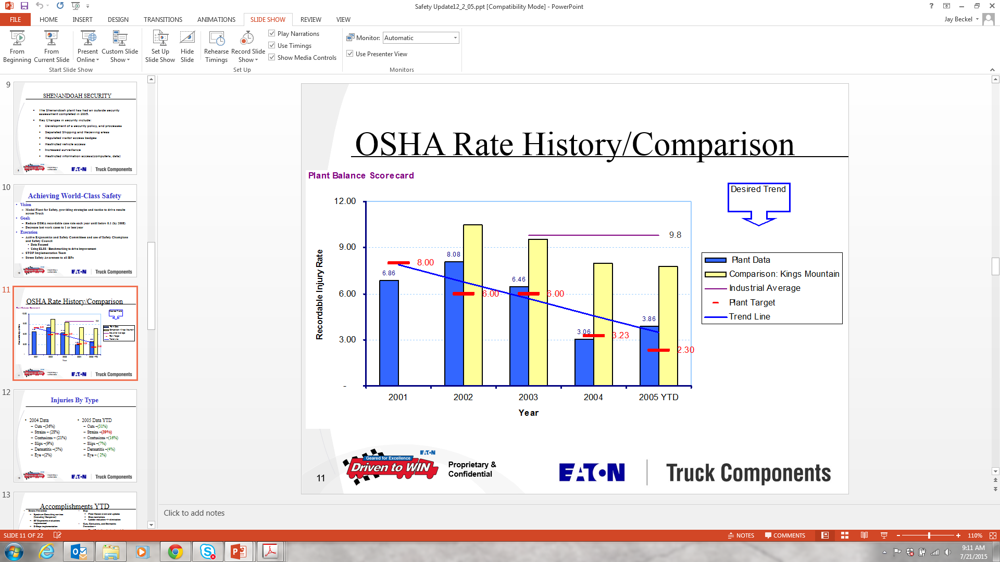 Safety Update12_2_05.ppt [Compatibility Mode] - PowerPoint
?
FILE HOME INSERT DESIGN TRANSITIONS ANIMATIONS SLIDE SHOW REVIEW VIEW
Jay Beckel
From Beginning
From Current Slide
Present Online
Custom Slide Show
Set Up Slide Show
Hide Slide
Rehearse Timings
Record Slide Show
Play Narrations
Use Timings
Show Media Controls
Monitor: Automatic
Use Presenter View
Start Slide Show
Set Up
Monitors
9
SHENANDOAH SECURITY
The Shenandoah plant has had an outside security
assessment completed in 2005.
Key Changes in security include:
Development of a security policy, and processes
Separated Shipping and Receiving areas
Regulated visitor access badges
Restricted vehicle access
Increased surveillance
Restricted information access(computers, data)
Driven to WIN
EATON Truck Components
10
Achieving World-Class Safety
• Vision
– Model Plant for Safety, providing strategies and tactics to drive results
across Truck
• Goals
– Reduce OSHA recordable case rate each year until below 0.1 (by 2008)
– Decrease lost work cases to 1 or less/year
• Execution
– Active Ergonomics and Safety Committees and use of Safety Champions
and Safety Council
• Data Focused
• Using ELSS / Benchmarking to drive improvement
– STOP Implementation Team
– Stress Safety Awareness to all EFs
Driven to WIN
EATON Truck Components
11
OSHA Rate History/Comparison
Driven to WIN
EATON Truck Components
12
Injuries By Type
• 2004 Data
– Cuts –(36%)
– Strains – (28%)
– Contusions – (21%)
– Slips –(9%)
– Dermatitis –(5%)
– Eye –(2%)
• 2005 Data YTD
– Cuts –(31%)
– Strains –(39%)
– Contusions –(16%)
– Slips –(7%)
– Dermatitis –(4%)
– Eye – ( 2%)
Driven to WIN
EATON Truck Components
13
Accomplishments YTD
OSHA Rate History/Comparison
Plant Balance Scorecard
Desired Trend
12.00
9.00
6.00
3.00
-
Recordable Injury Rate
6.86
8.00
8.08
6.00
6.46
6.00
3.06
3.23
3.86
2.30
9.8
2001 2002 2003 2004 2005 YTD
Year
Plant Data
Comparison: Kings Mountain
Industrial Average
Plant Target
Trend Line
11
EATON
Geared for Excellence
Driven to WIN
Proprietary &
Confidential
EATON Truck Components
Click to add notes
SLIDE 11 OF 22
NOTES COMMENTS
110%
9:11 AM
7/21/2015